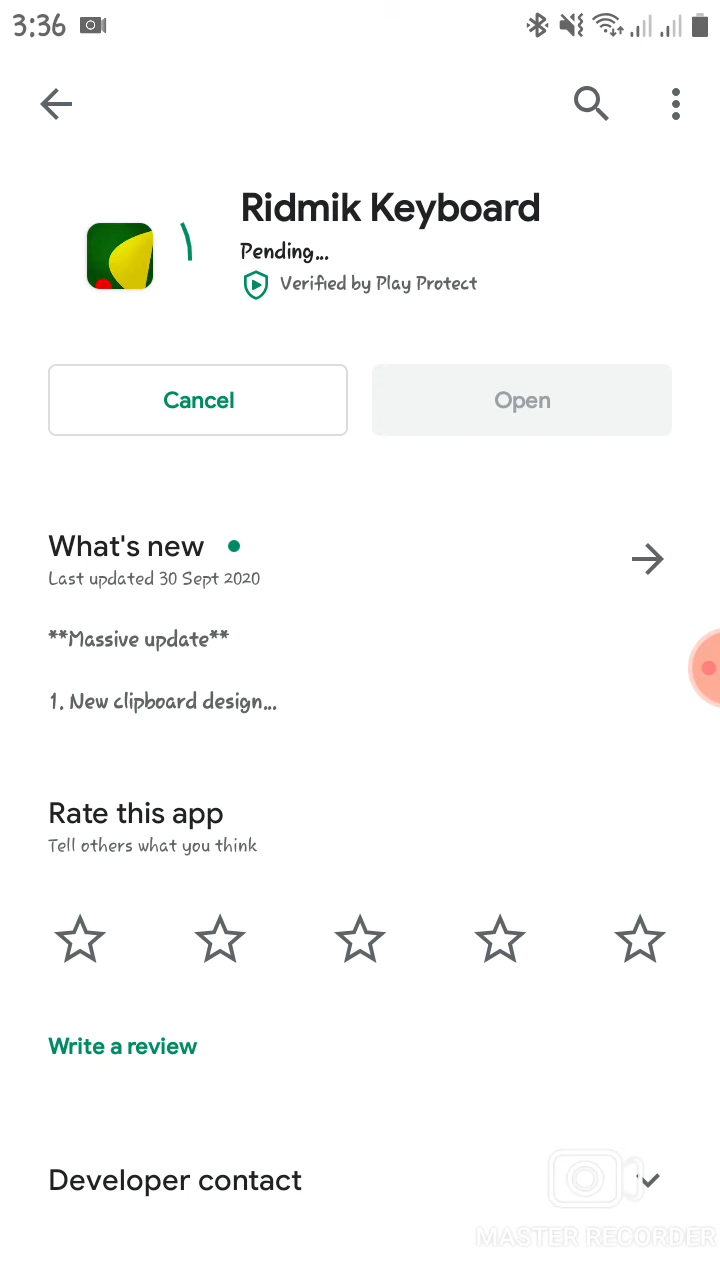 3:36
Ridmik Keyboard
Pending...
Verified by Play Protect
Cancel
Open
What's new
Last updated 30 Sept 2020
**Massive update**
1. New clipboard design...
Rate this app
Tell others what you think
Write a review
Developer contact
MASTER RECORDER